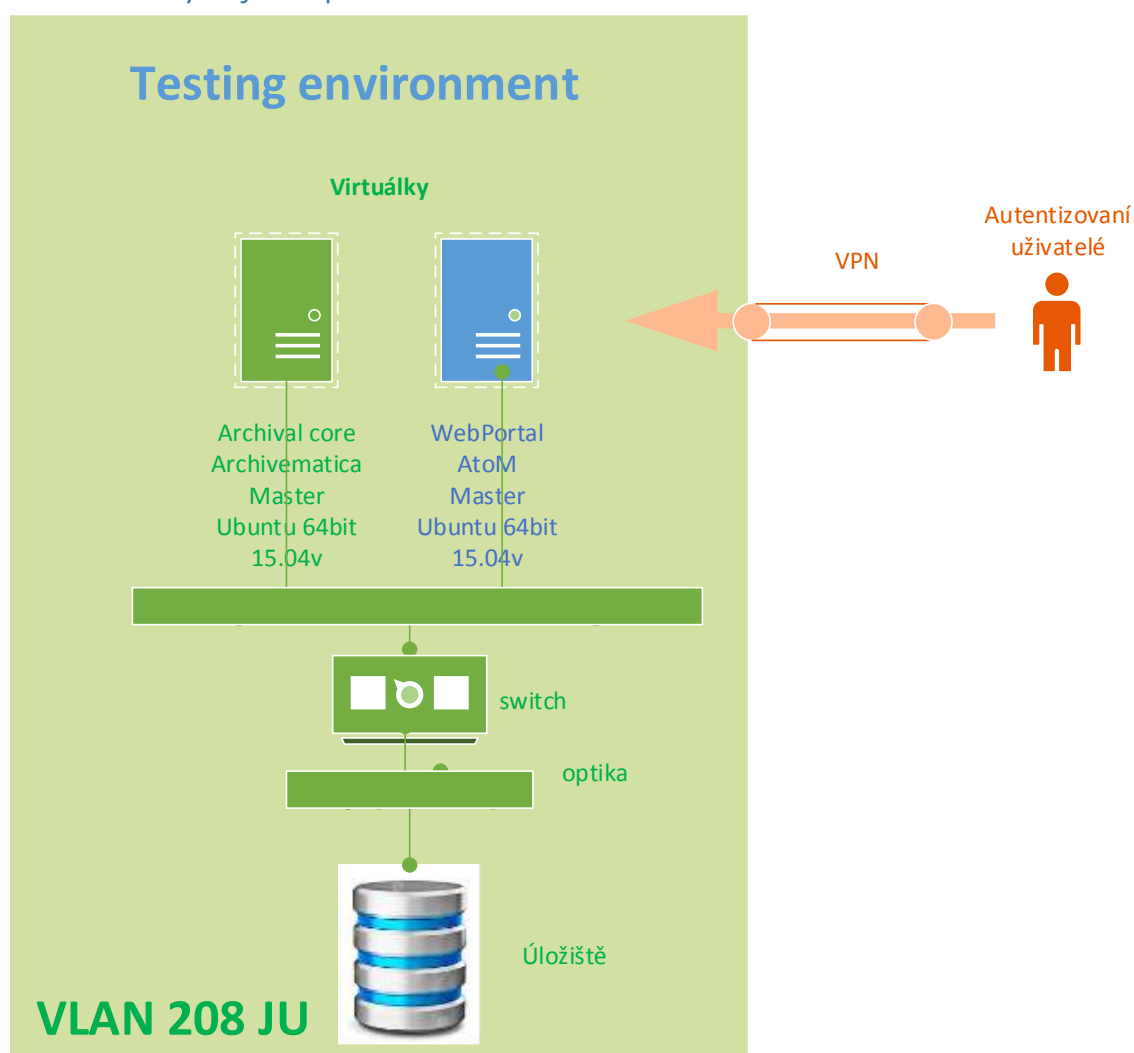 Testing environment
Virtuálky
Autentizovaní
uživatelé
VPN
Archival core
Archivematica
Master
Ubuntu 64bit
15.04v
WebPortal
AtoM
Master
Ubuntu 64bit
15.04v
switch
optika
Úložiště
VLAN 208 JU